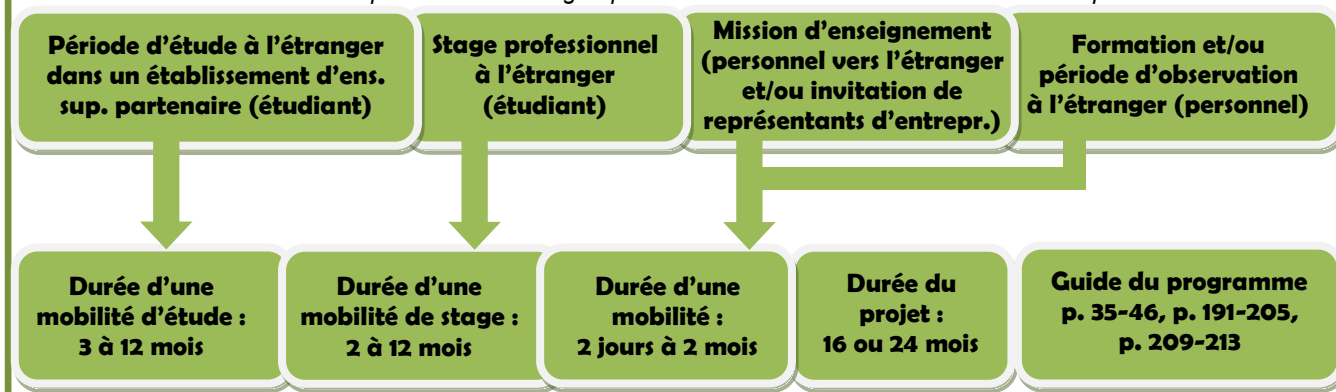 Période d'étude à l'étranger
dans un établissement d'ens.
sup. partenaire (étudiant)
Stage professionnel
à l'étranger
(étudiant)
Mission d'enseignement
(personnel vers l'étranger
et/ou invitation de
représentants d'entrepr.)
Formation et/ou
période d'observation
à l'étranger (personnel)
Durée d'une
mobilité d'étude :
3 à 12 mois
Durée d'une
mobilité de stage :
2 à 12 mois
Durée d'une
mobilité :
2 jours à 2 mois
Durée du
projet :
16 ou 24 mois
Guide du programme
p. 35-46, p. 191-205,
p. 209-213